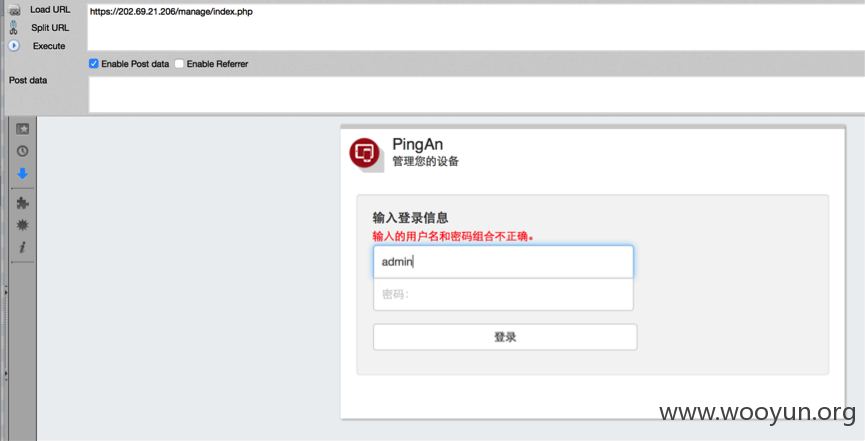 Load URL
https://202.69.21.206/manage/index.php
Split URL
Execute
Enable Post data
Enable Referrer
Post data
PingAn
管理您的设备
输入登录信息
输入的用户名和密码组合不正确。
admin
密码：
登录
www.wooyun.org